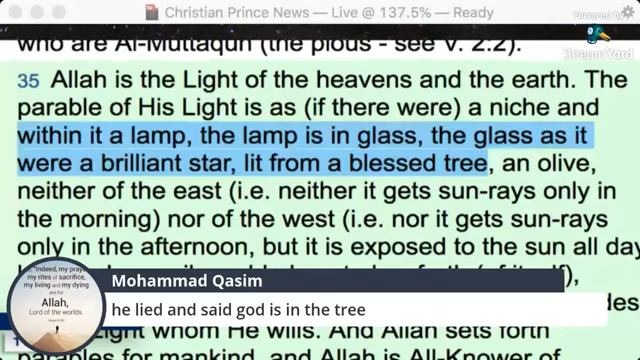 Christian Prince News — Live @ 137.5% — Ready
Powered by
StreamYard
who are Al-Muttaqun (the pious - see V. 2:2).
35 Allah is the Light of the heavens and the earth. The
parable of His Light is as (if there were) a niche and
within it a lamp, the lamp is in glass, the glass as it
were a brilliant star, lit from a blessed tree, an olive,
neither of the east (i.e. neither it gets sun-rays only in
the morning) nor of the west (i.e. nor it gets sun-rays
only in the afternoon, but it is exposed to the sun all day
"Indeed, my prayer,
my rites of sacrifice,
my living and my dying
are for
Allah,
Lord of the worlds.
Mohammad Qasim
he lied and said god is in the tree
Light whom He wills. And Allah sets forth
parables for mankind, and Allah is All-Knower of